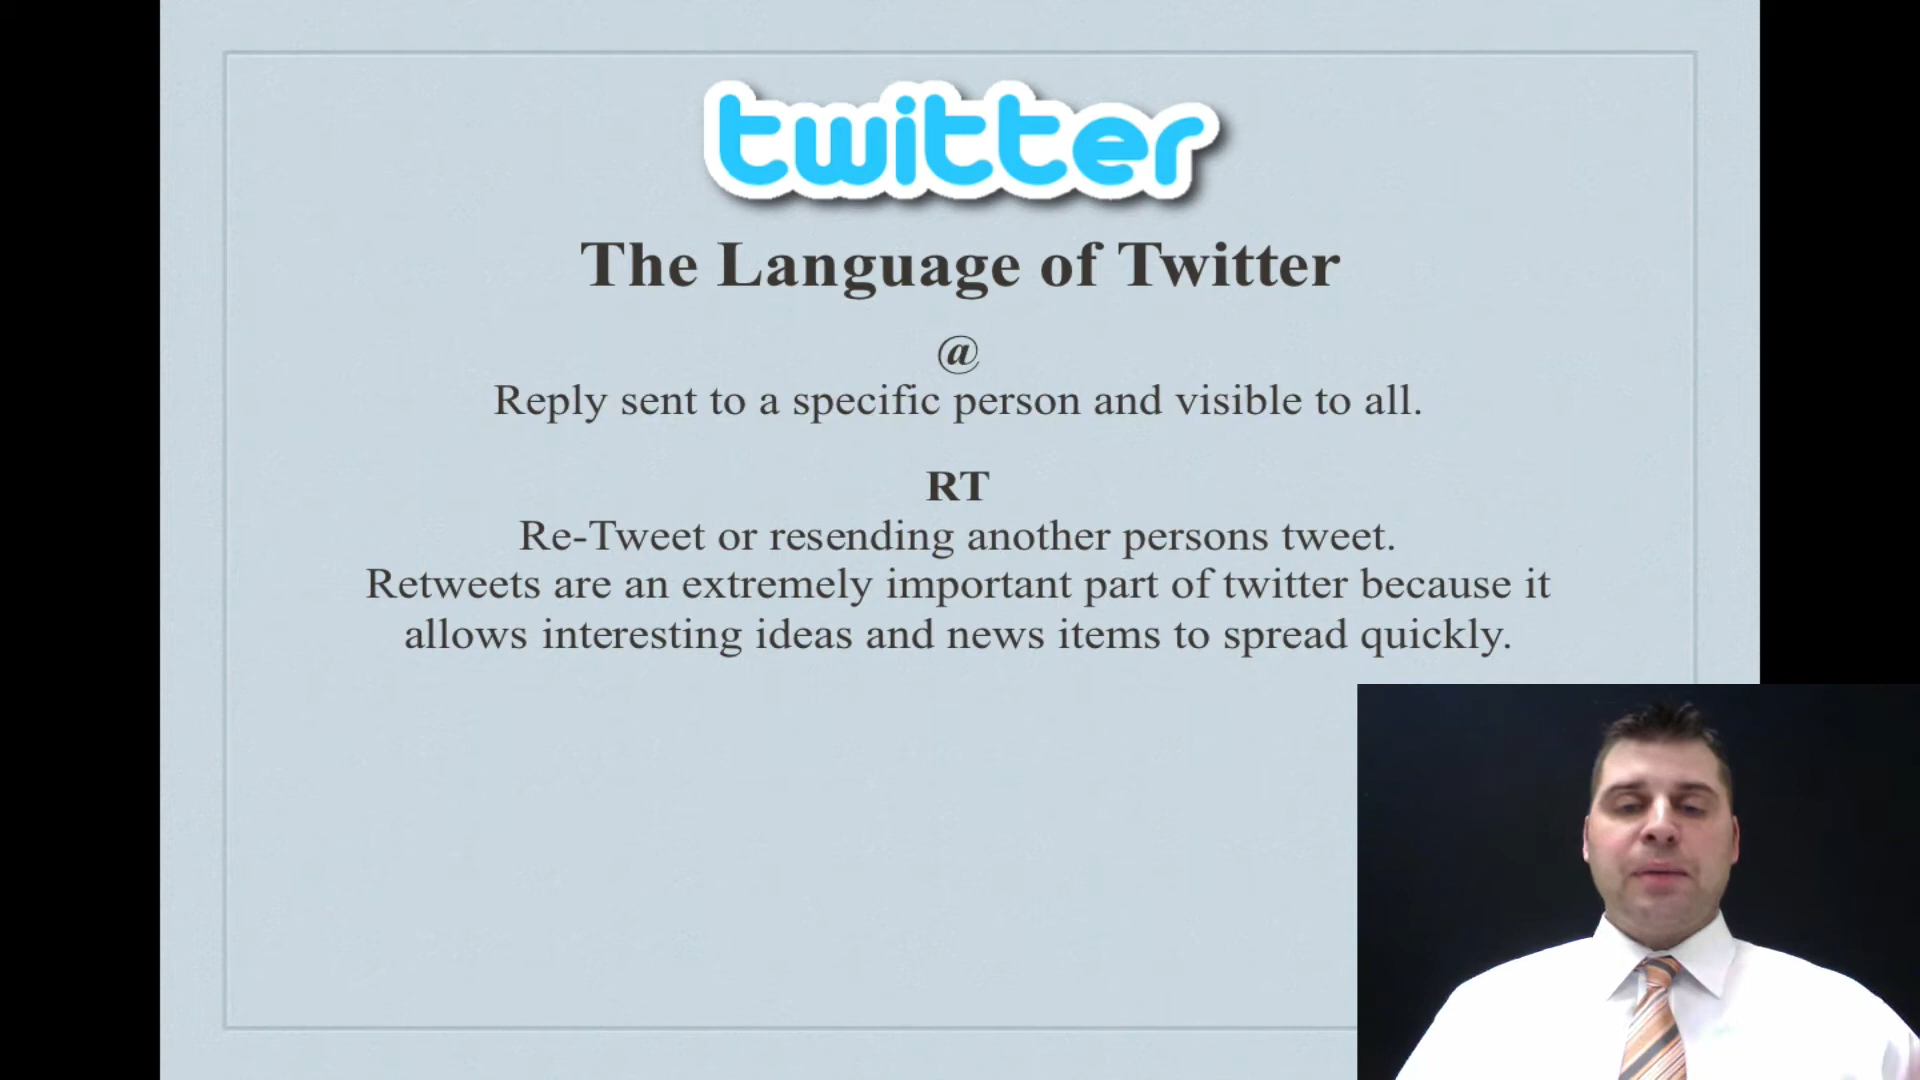 twitter
The Language of Twitter
@
Reply sent to a specific person and visible to all.
RT
Re-Tweet or resending another persons tweet.
Retweets are an extremely important part of twitter because it
allows interesting ideas and news items to spread quickly.